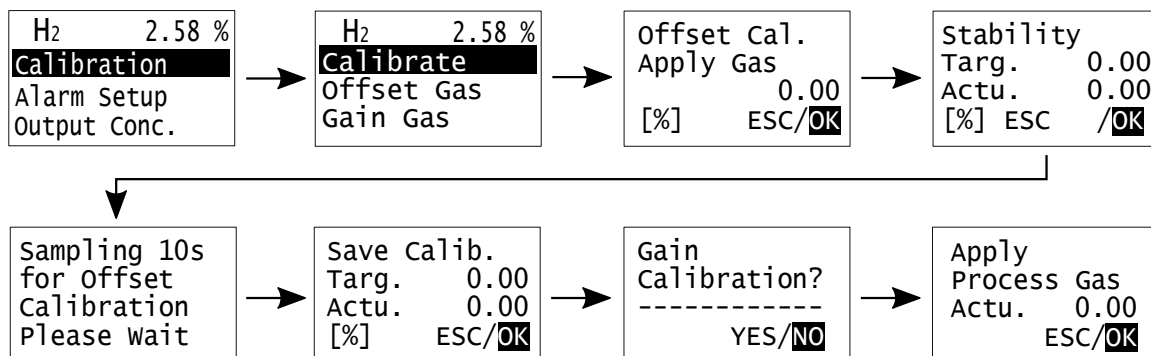 H2 2.58 %
Calibration
Alarm Setup
Output Conc.
H2 2.58 %
Calibrate
Offset Gas
Gain Gas
Offset Cal.
Apply Gas
0.00
[%] ESC/OK
Stability
Targ. 0.00
Actu. 0.00
[%] ESC /OK
Sampling 10s
for Offset
Calibration
Please Wait
Save Calib.
Targ. 0.00
Actu. 0.00
[%] ESC/OK
Gain
Calibration?
------------
YES/NO
Apply
Process Gas
Actu. 0.00
ESC/OK